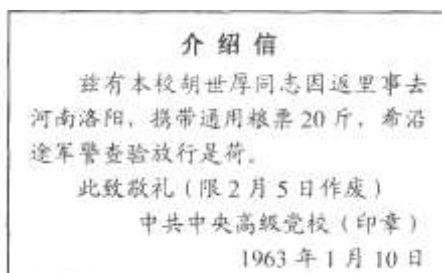 介绍信
兹有本校胡世厚同志因返里事去
河南洛阳，携带通用粮票20斤，希沿
途军警查验放行是荷。
此致敬礼（限2月5日作废）
中共中央高级党校（印章）
1963年1月10日